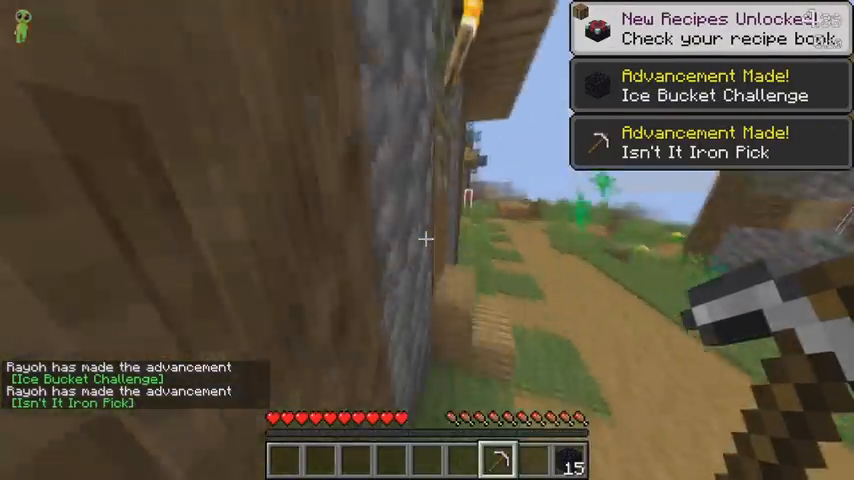 New Recipes Unlocked!
Check your recipe book
Advancement Made!
Ice Bucket Challenge
Advancement Made!
Isn't It Iron Pick
Rayoh has made the advancement
[Ice Bucket Challenge]
Rayoh has made the advancement
[Isn't It Iron Pick]
15